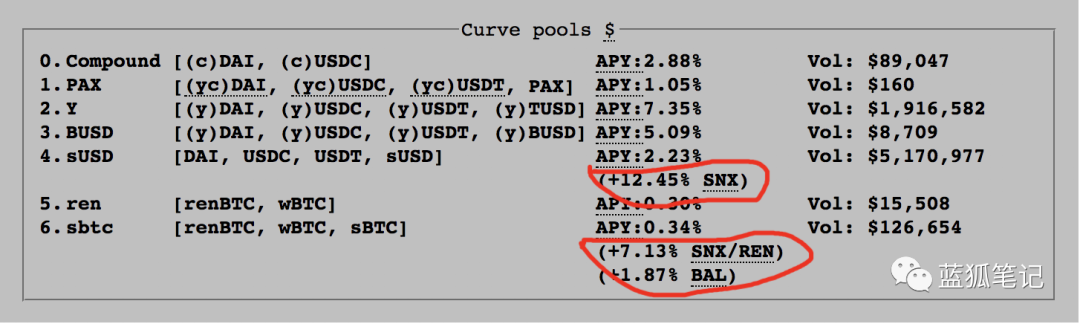 Curve pools $
0.Compound [(c)DAI, (c)USDC] APY:2.88% Vol: $89,047
1.PAX [(yc)DAI, (yc)USDC, (yc)USDT, PAX] APY:1.05% Vol: $160
2.Y [(y)DAI, (y)USDC, (y)USDT, (y)TUSD] APY:7.35% Vol: $1,916,582
3.BUSD [(y)DAI, (y)USDC, (y)USDT, (y)BUSD] APY:5.09% Vol: $8,709
4.sUSD [DAI, USDC, USDT, sUSD] APY:2.23% Vol: $5,170,977
(+12.45% SNX)
5.ren [renBTC, wBTC] Vol: $15,508
6.sbtc [renBTC, wBTC, sBTC] APY:0.34% Vol: $126,654
(+7.13% SNX/REN)
(+1.87% BAL)
蓝狐笔记